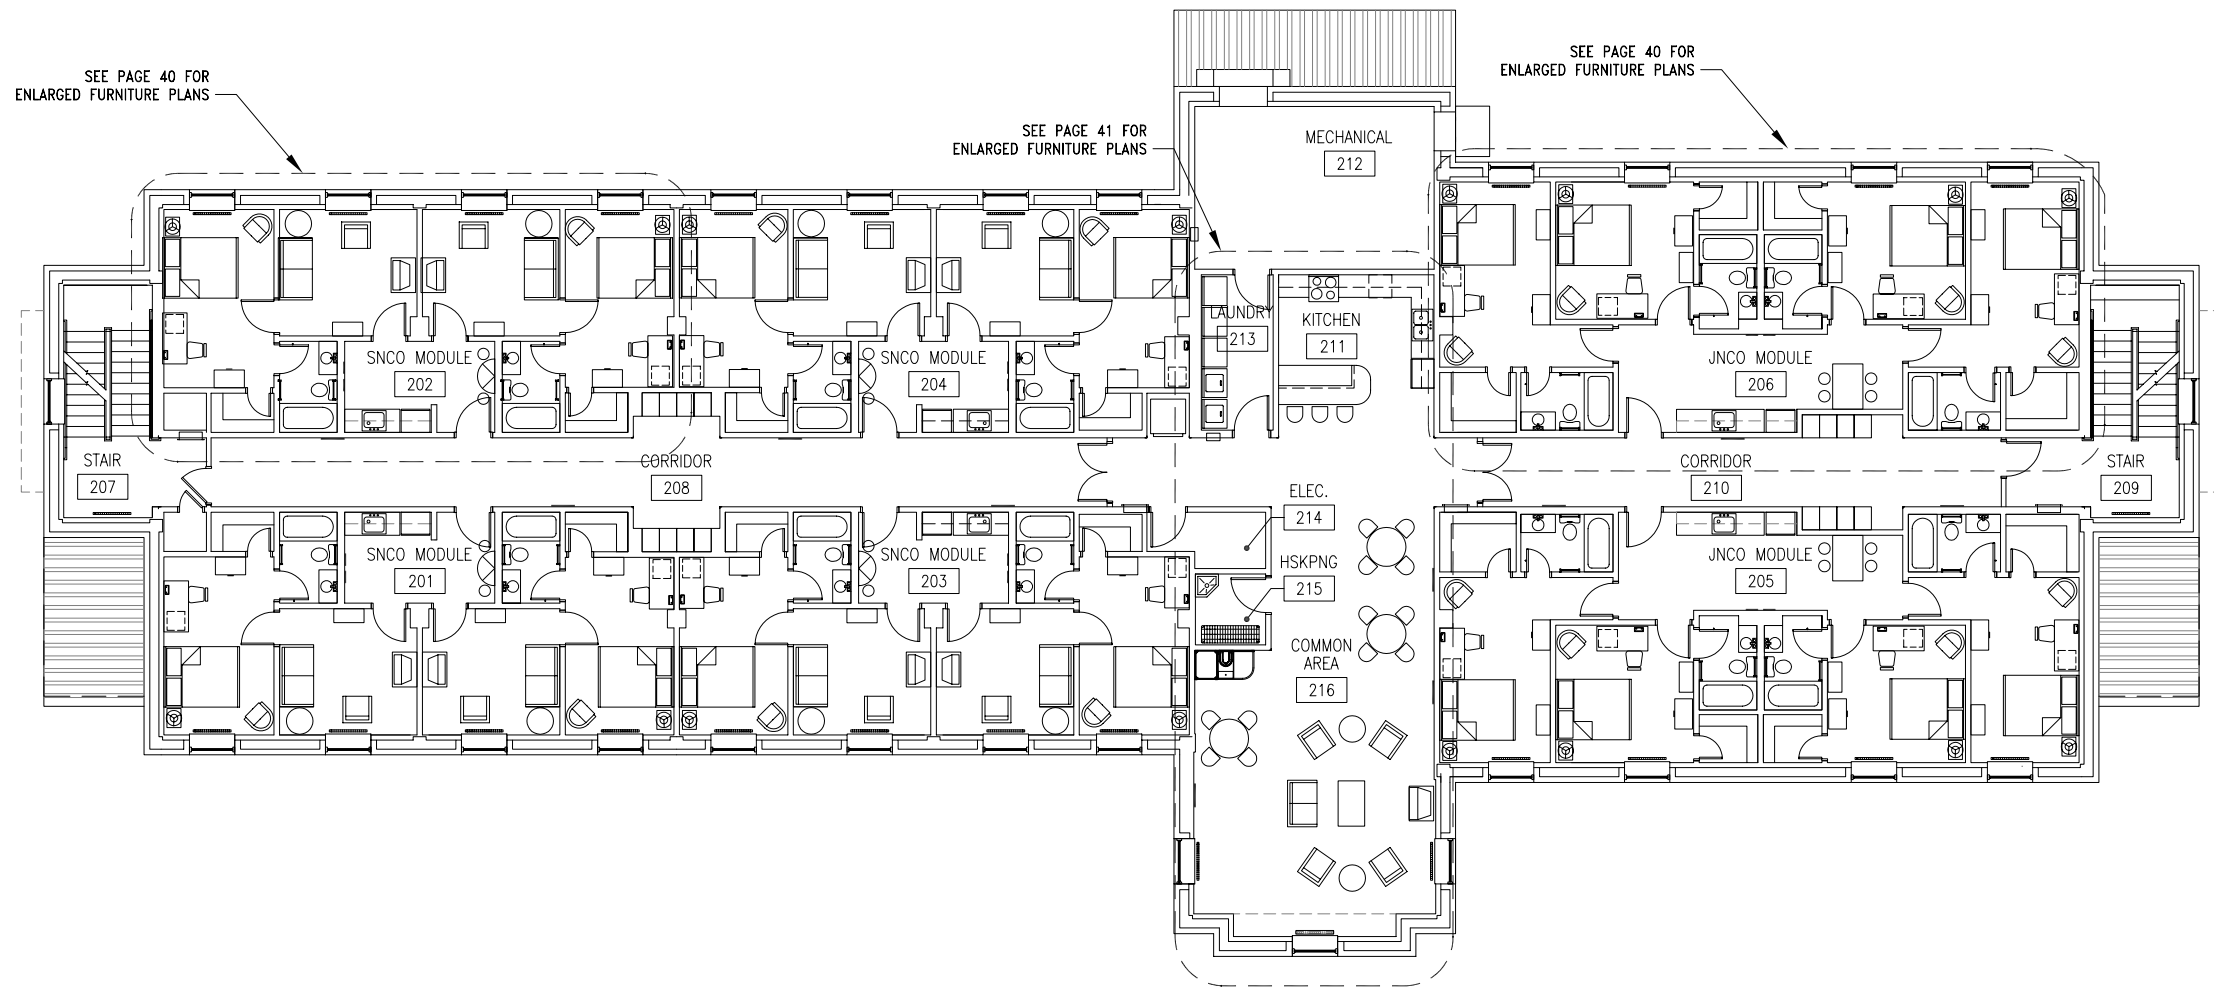 SEE PAGE 40 FOR
ENLARGED FURNITURE PLANS
SEE PAGE 41 FOR
ENLARGED FURNITURE PLANS
SEE PAGE 40 FOR
ENLARGED FURNITURE PLANS
MECHANICAL
212
LAUNDRY
213
KITCHEN
211
SNCO MODULE
202
SNCO MODULE
204
JNCO MODULE
206
STAIR
207
CORRIDOR
208
CORRIDOR
210
STAIR
209
ELEC.
214
SNCO MODULE
201
SNCO MODULE
203
HSKPNG
215
JNCO MODULE
205
COMMON
AREA
216